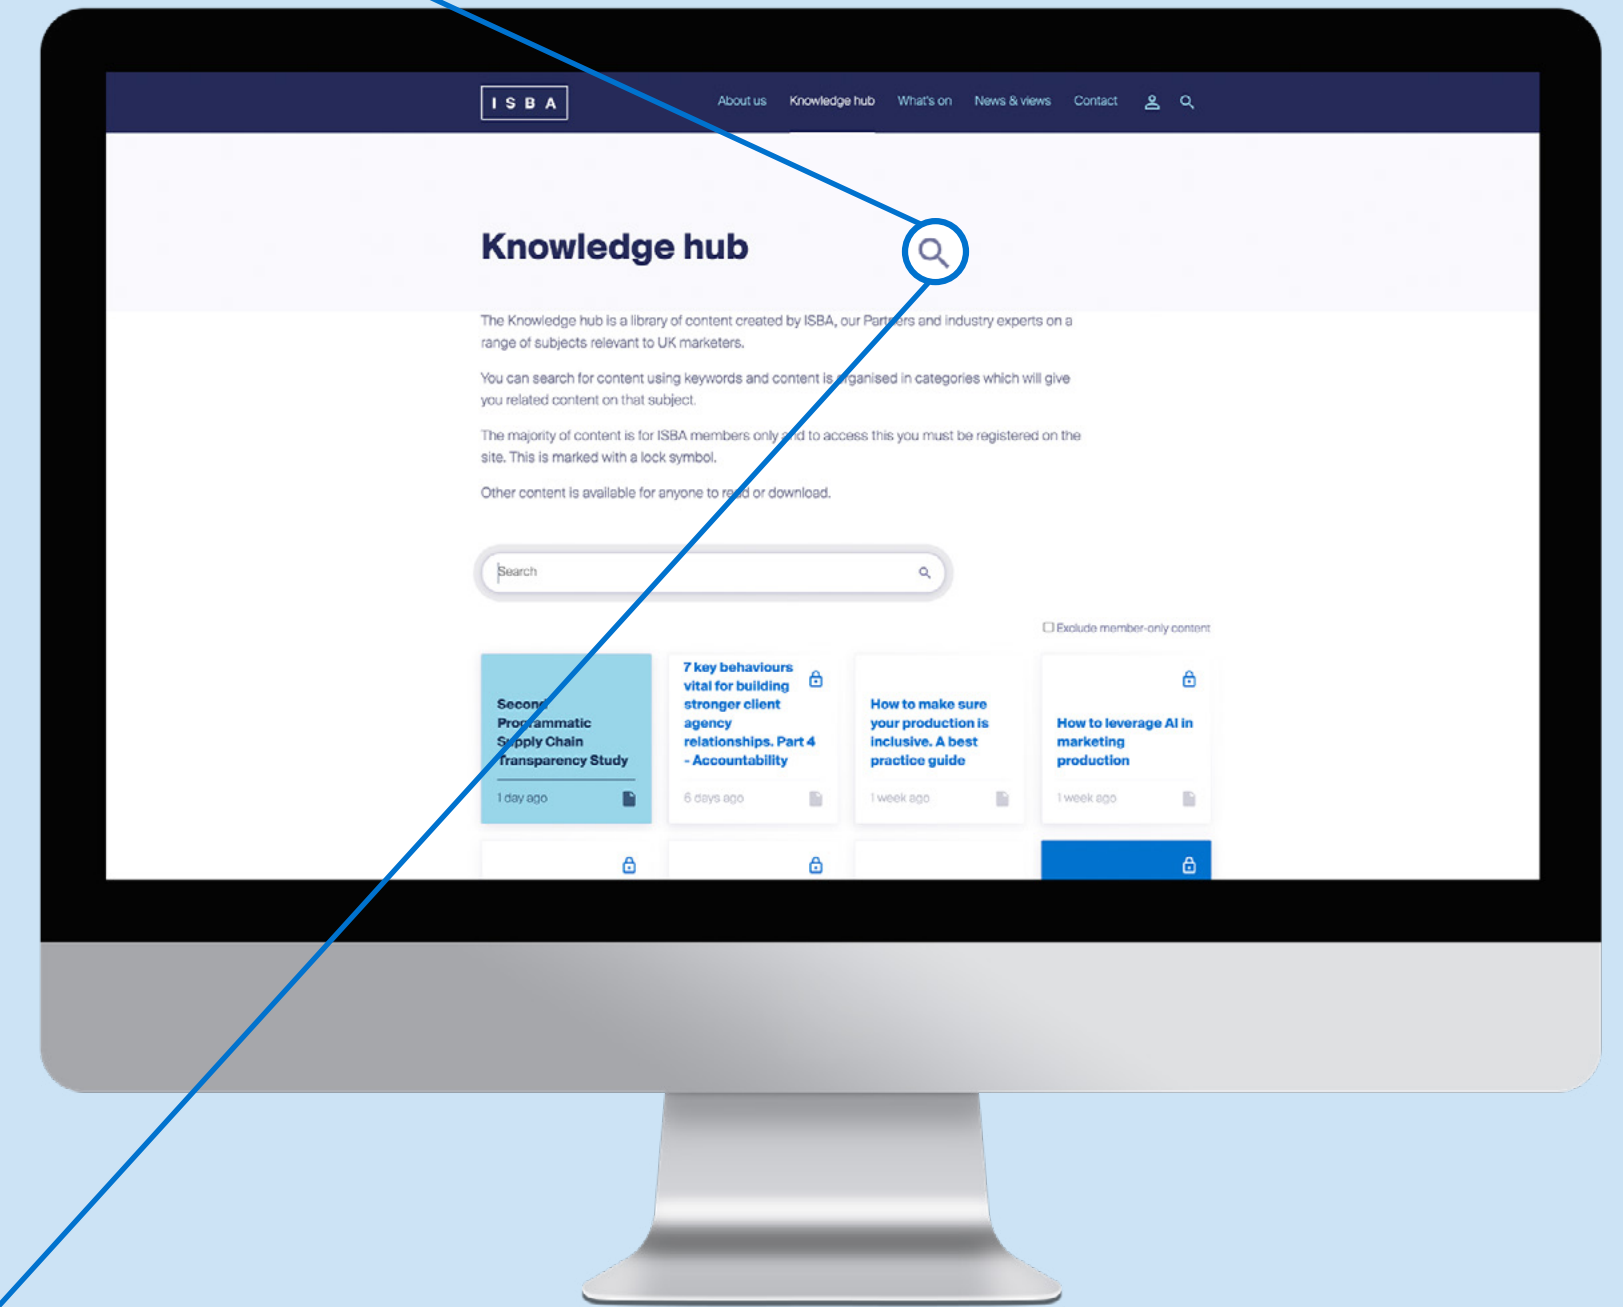 ISBA
About us Knowledge hub What's on News & views Contact
Knowledge hub
The Knowledge hub is a library of content created by ISBA, our Partners and industry experts on a
range of subjects relevant to UK marketers.
You can search for content using keywords and content is organised in categories which will give
you related content on that subject.
The majority of content is for ISBA members only and to access this you must be registered on the
site. This is marked with a lock symbol.
Other content is available for anyone to read or download.
Search
Exclude member-only content
Second
Programmatic
Supply Chain
Transparency Study
1 day ago
7 key behaviours
vital for building
stronger client
agency
relationships. Part 4
- Accountability
6 days ago
How to make sure
your production is
inclusive. A best
practice guide
1 week ago
How to leverage AI in
marketing
production
1 week ago